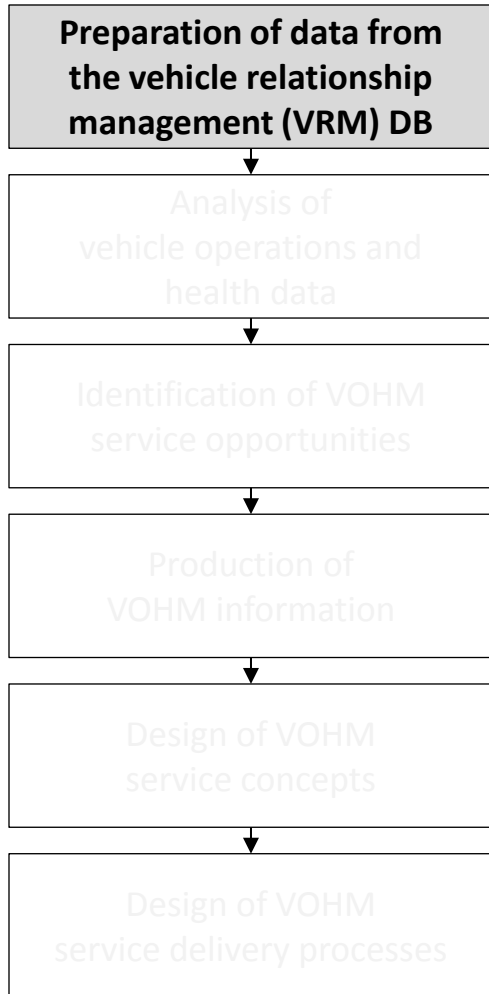 Preparation of data from
the vehicle relationship
management (VRM) DB
Analysis of
vehicle operations and
health data
Identification of VOHM
service opportunities
Production of
VOHM information
Design of VOHM
service concepts
Design of VOHM
service delivery processes